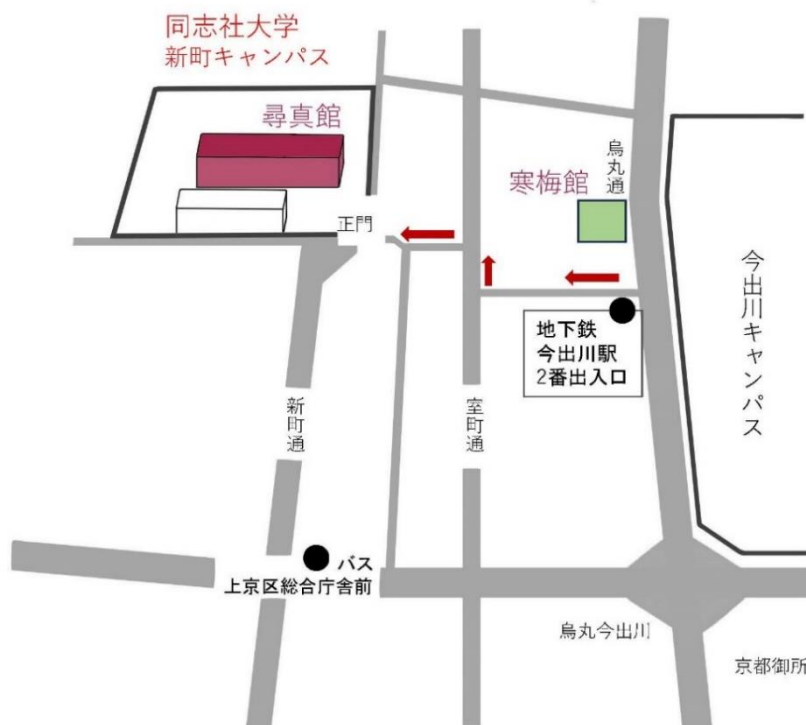 同志社大学
新町キャンパス
尋真館
烏丸通
寒梅館
正門
今出川キャンパス
地下鉄
今出川駅
2番出入口
新町通
室町通
バス
上京区総合庁舎前
烏丸今出川
京都御所